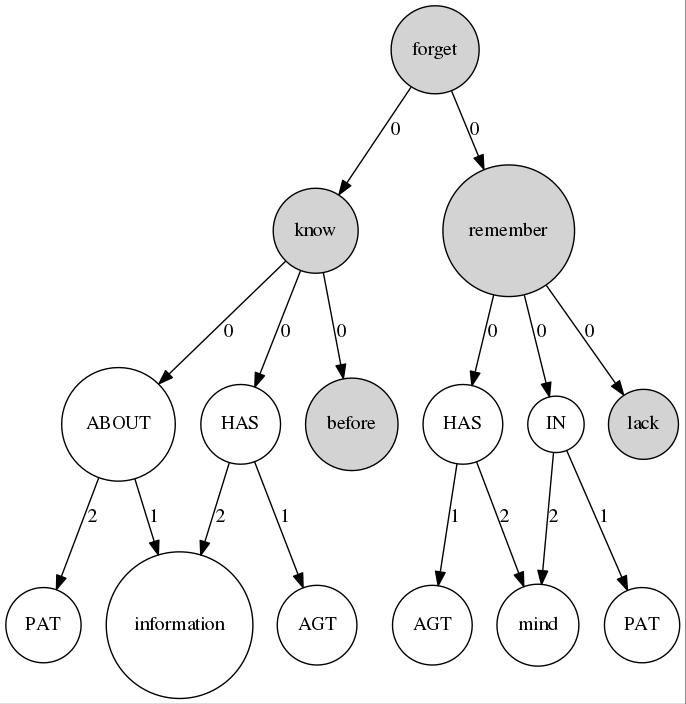 forget
0 0
know remember
0 0 0 0 0 0
ABOUT HAS before HAS IN lack
2 1 2 1 1 2 2 1
PAT information AGT AGT mind PAT